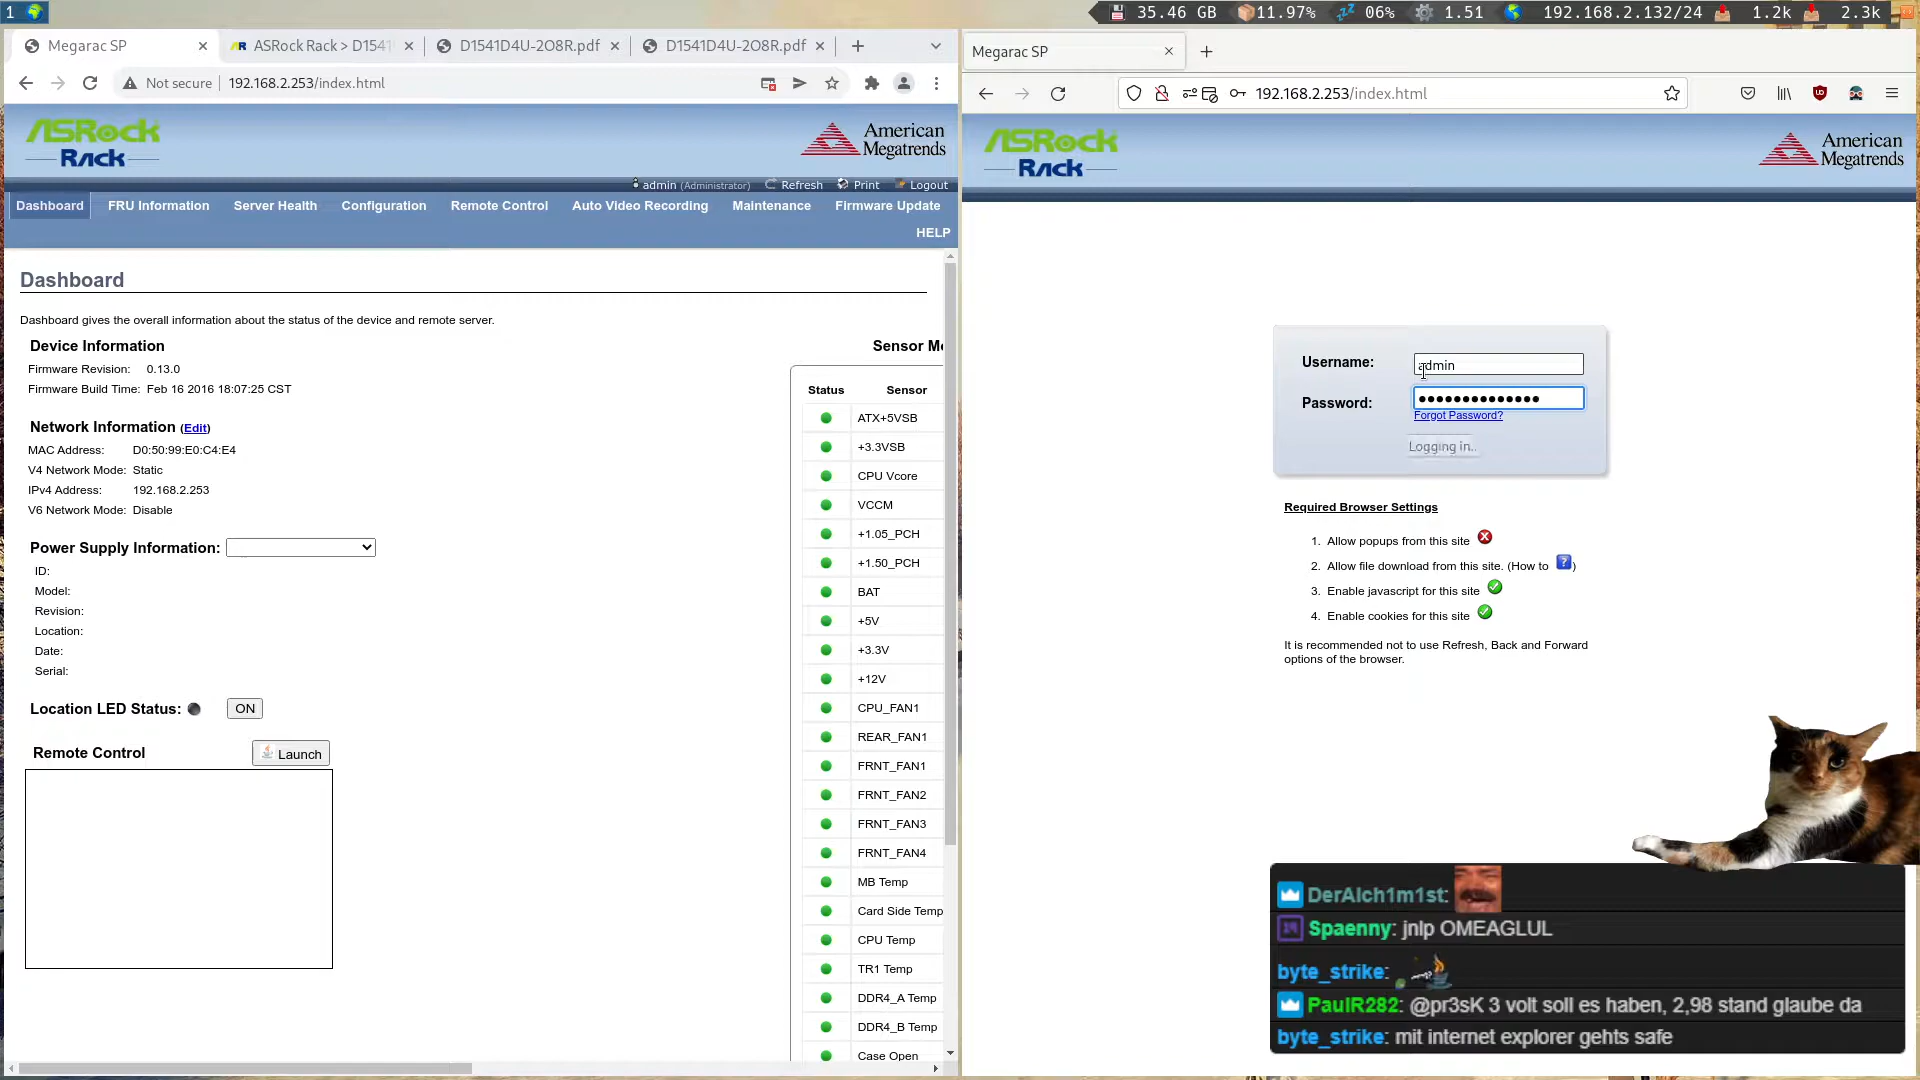 1
35.46 GB
11.97%
06%
1.51
192.168.2.132/24
1.2k
2.3k
Megarac SP
ASRock Rack > D1541
D1541D4U-2O8R.pdf
D1541D4U-2O8R.pdf
Not secure
192.168.2.253/index.html
ASRock
Rack
American
Megatrends
admin (Administrator)
Refresh
Print
Logout
Dashboard
FRU Information
Server Health
Configuration
Remote Control
Auto Video Recording
Maintenance
Firmware Update
HELP
Dashboard
Dashboard gives the overall information about the status of the device and remote server.
Device Information
Firmware Revision: 0.13.0
Firmware Build Time: Feb 16 2016 18:07:25 CST
Network Information (Edit)
MAC Address: D0:50:99:E0:C4:E4
V4 Network Mode: Static
IPv4 Address: 192.168.2.253
V6 Network Mode: Disable
Power Supply Information:
ID:
Model:
Revision:
Location:
Date:
Serial:
Location LED Status:
ON
Remote Control
Launch
Sensor Mo
Status Sensor
ATX+5VSB
+3.3VSB
CPU Vcore
VCCM
+1.05_PCH
+1.50_PCH
BAT
+5V
+3.3V
+12V
CPU_FAN1
REAR_FAN1
FRNT_FAN1
FRNT_FAN2
FRNT_FAN3
FRNT_FAN4
MB Temp
Card Side Temp
CPU Temp
TR1 Temp
DDR4_A Temp
DDR4_B Temp
Case Open
Megarac SP
192.168.2.253/index.html
ASRock
Rack
American
Megatrends
Username: admin
Password: ••••••••••••••
Forgot Password?
Logging in..
Required Browser Settings
1. Allow popups from this site
2. Allow file download from this site. (How to ?)
3. Enable javascript for this site
4. Enable cookies for this site
It is recommended not to use Refresh, Back and Forward
options of the browser.
DerAlch1m1st:
Spaenny: jnlp OMEAGLUL
byte_strike:
PaulR282: @pr3sK 3 volt soll es haben, 2,98 stand glaube da
byte_strike: mit internet explorer gehts safe